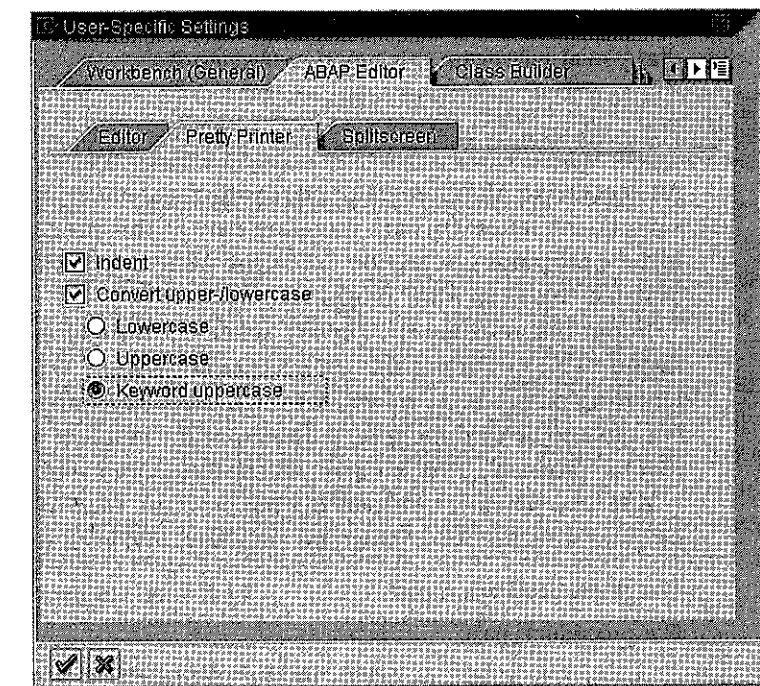 User-Specific Settings
Workbench (General) ABAP Editor Class Builder
Editor Pretty Printer Splitscreen
Indent
Convert upper-/lowercase
Lowercase
Uppercase
Keyword uppercase